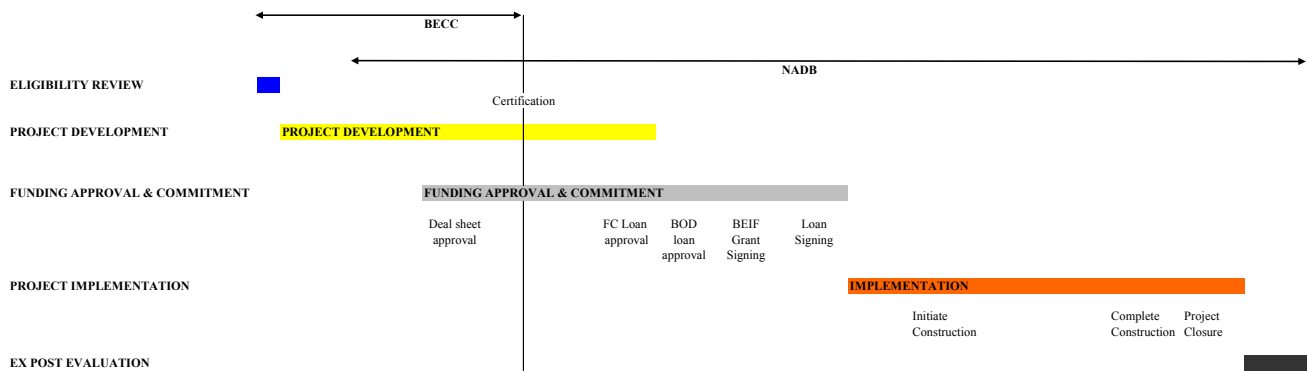 BECC
NADB
ELIGIBILITY REVIEW
Certification
PROJECT DEVELOPMENT
PROJECT DEVELOPMENT
FUNDING APPROVAL & COMMITMENT
FUNDING APPROVAL & COMMITMENT
Deal sheet
approval
FC Loan
approval
BOD
loan
approval
BEIF
Grant
Signing
Loan
Signing
PROJECT IMPLEMENTATION
IMPLEMENTATION
Initiate
Construction
Complete
Construction
Project
Closure
EX POST EVALUATION